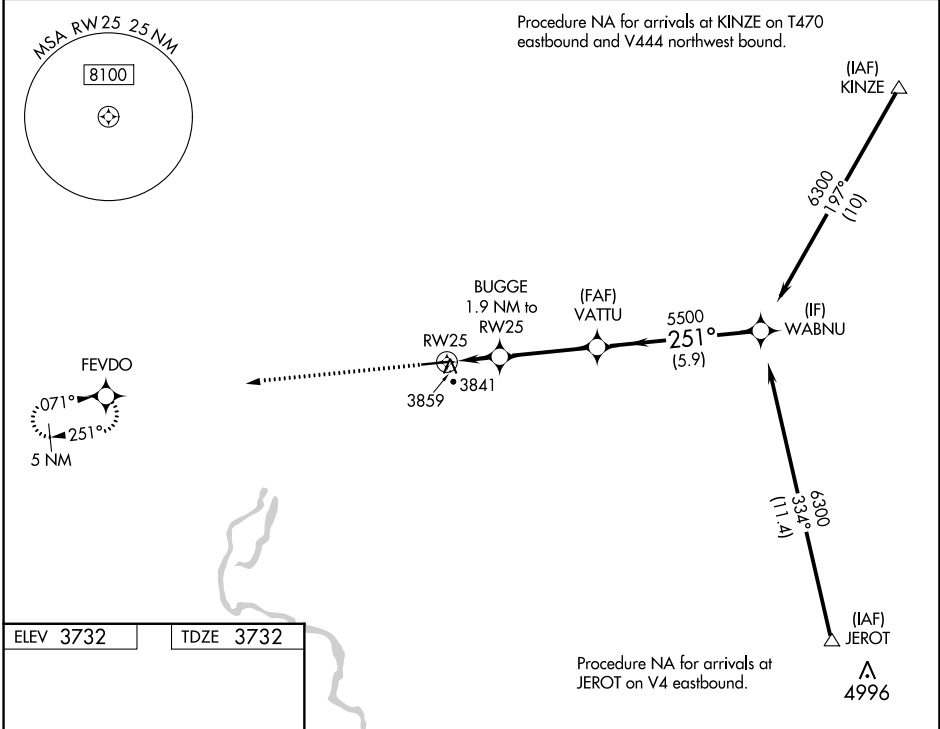 MSA RW25 25 NM
8100
Procedure NA for arrivals at KINZE on T470
eastbound and V444 northwest bound.
(IAF)
KINZE
6300
197°
(10)
BUGGE
1.9 NM to
RW25
(FAF)
VATTU
5500
251°
(5.9)
(IF)
WABNU
RW25
3841
3859
FEVDO
071°
251°
5 NM
6300
334°
(11.4)
(IAF)
JEROT
4996
Procedure NA for arrivals at
JEROT on V4 eastbound.
ELEV 3732
TDZE 3732